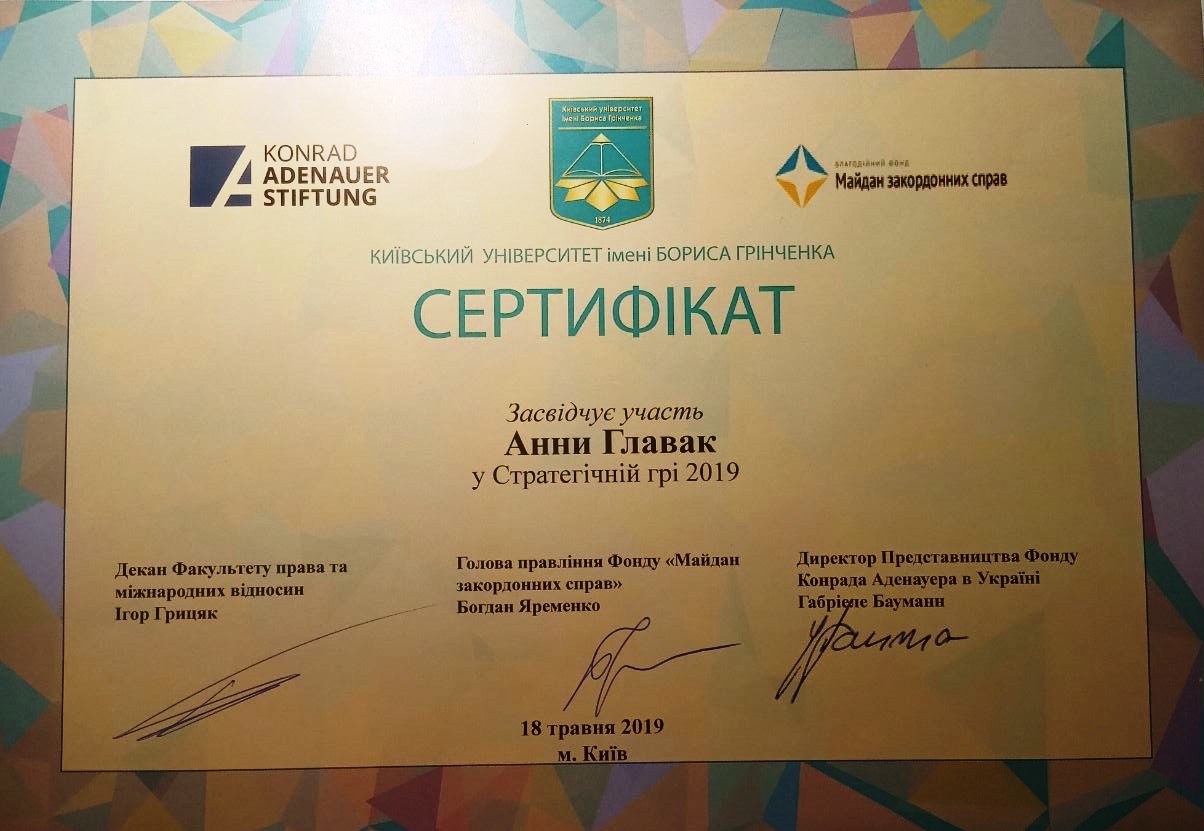 KONRAD
ADENAUER
STIFTUNG
Київський університет
імені Бориса Грінченка
1874
БЛАГОДІЙНИЙ ФОНД
Майдан закордонних справ
КИЇВСЬКИЙ УНІВЕРСИТЕТ імені БОРИСА ГРІНЧЕНКА
СЕРТИФІКАТ
Засвідчує участь
Анни Главак
у Стратегічній грі 2019
Декан Факультету права та
міжнародних відносин
Ігор Грицяк
Голова правління Фонду «Майдан
закордонних справ»
Богдан Яременко
Директор Представництва Фонду
Конрада Аденауера в Україні
Габріеле Бауманн
18 травня 2019
м. Київ